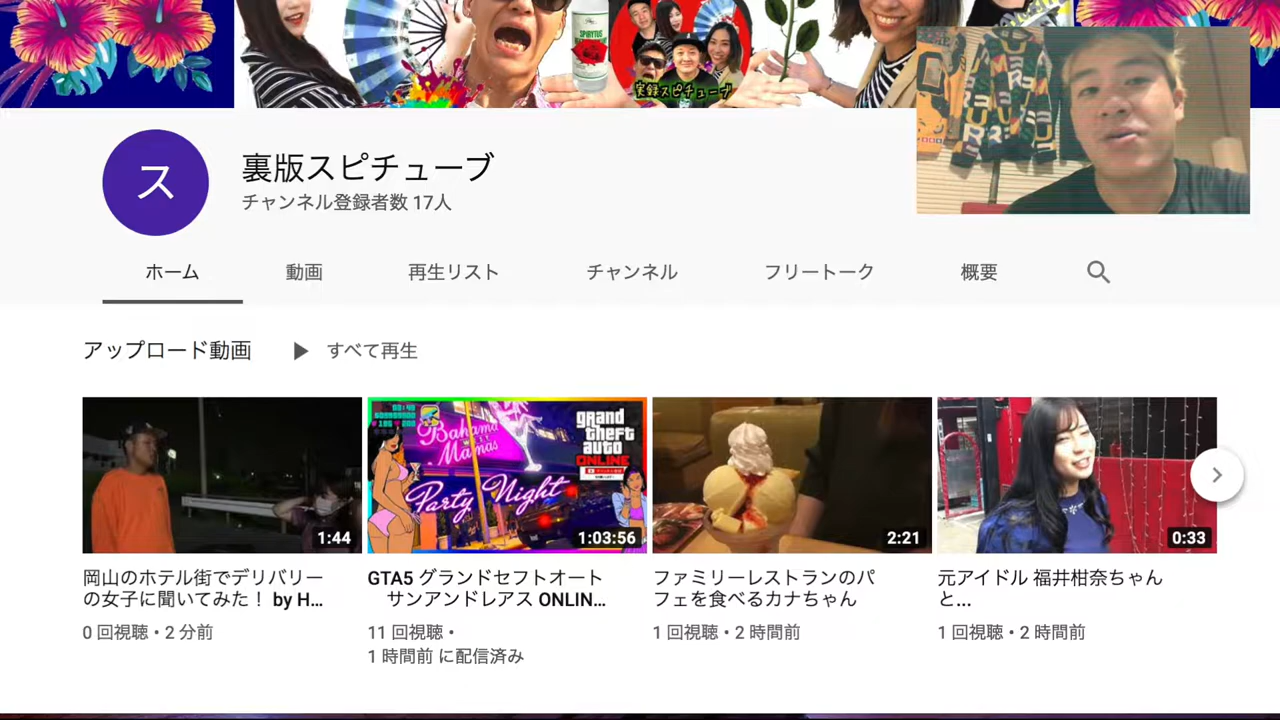 SPIRYTUS
実録スピチューブ
ス
裏版スピチューブ
チャンネル登録者数 17人
ホーム
動画
再生リスト
チャンネル
フリートーク
概要
アップロード動画
すべて再生
1:44
Bahama
Mamas
WEST
Party Night
grand
theft
auto
ONLINE
1:03:56
2:21
0:33
岡山のホテル街でデリバリー
の女子に聞いてみた！ by H...
0 回視聴・2 分前
GTA5 グランドセフトオート
サンアンドレアス ONLIN...
11 回視聴・
1 時間前 に配信済み
ファミリーレストランのパ
フェを食べるカナちゃん
1 回視聴・2 時間前
元アイドル 福井柑奈ちゃん
と...
1 回視聴・2 時間前